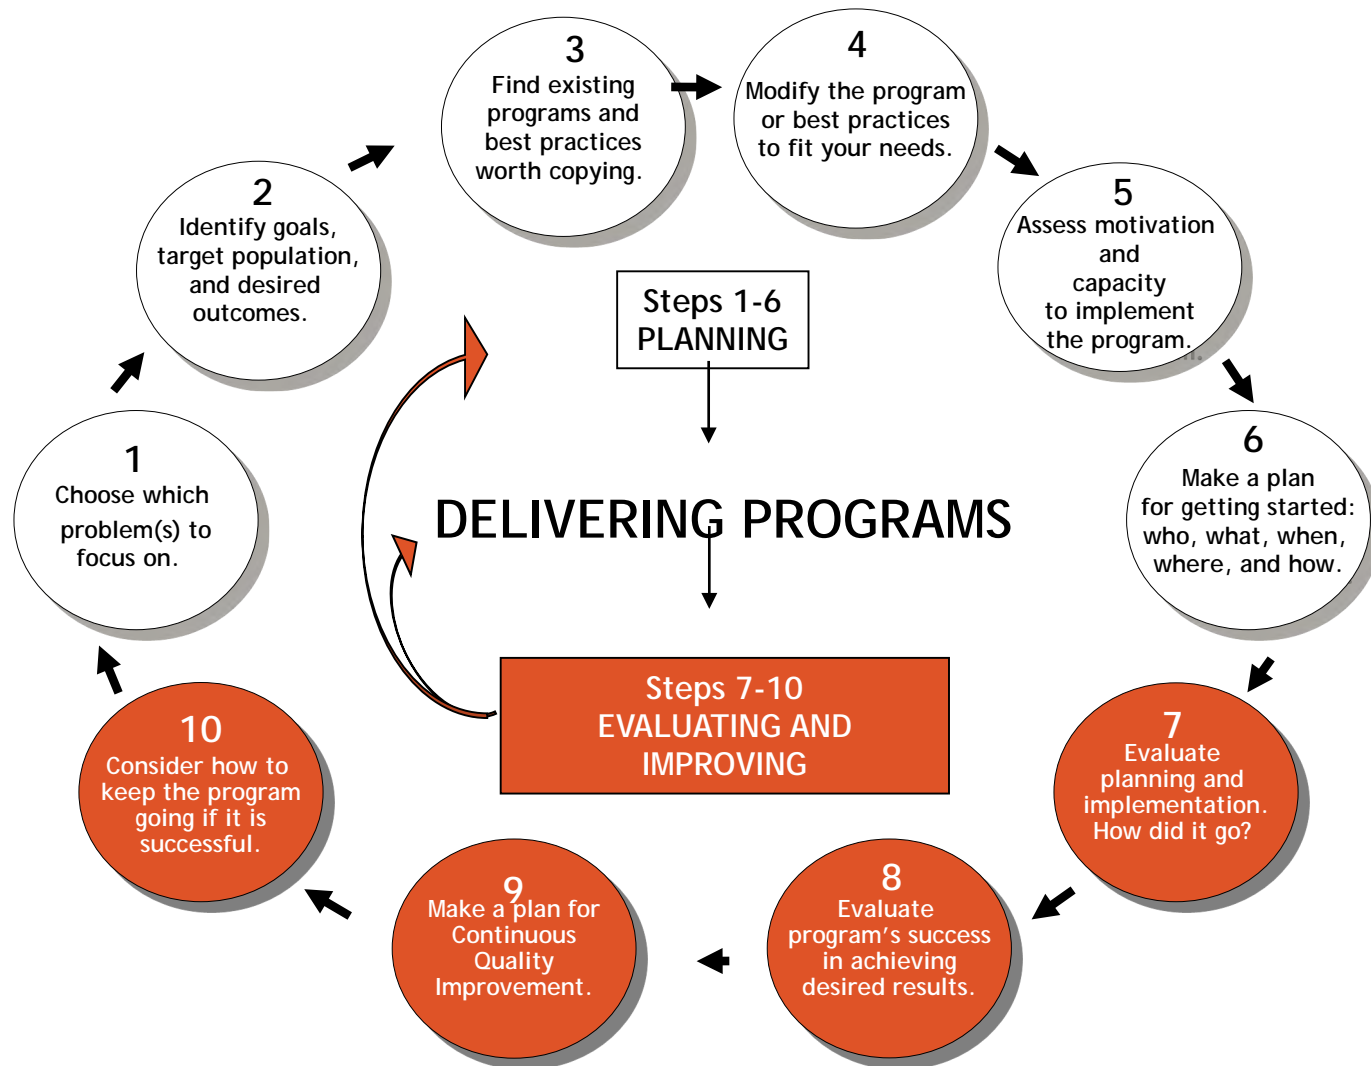 1
Choose which
problem(s) to
focus on.
2
Identify goals,
target population,
and desired
outcomes.
3
Find existing
programs and
best practices
worth copying.
4
Modify the program
or best practices
to fit your needs.
5
Assess motivation
and
capacity
to implement
the program.
6
Make a plan
for getting started:
who, what, when,
where, and how.
7
Evaluate
planning and
implementation.
How did it go?
8
Evaluate
program’s success
in achieving
desired results.
9
Make a plan for
Continuous
Quality
Improvement.
10
Consider how to
keep the program
going if it is
successful.
Steps 1-6
PLANNING
DELIVERING PROGRAMS
Steps 7-10
EVALUATING AND
IMPROVING